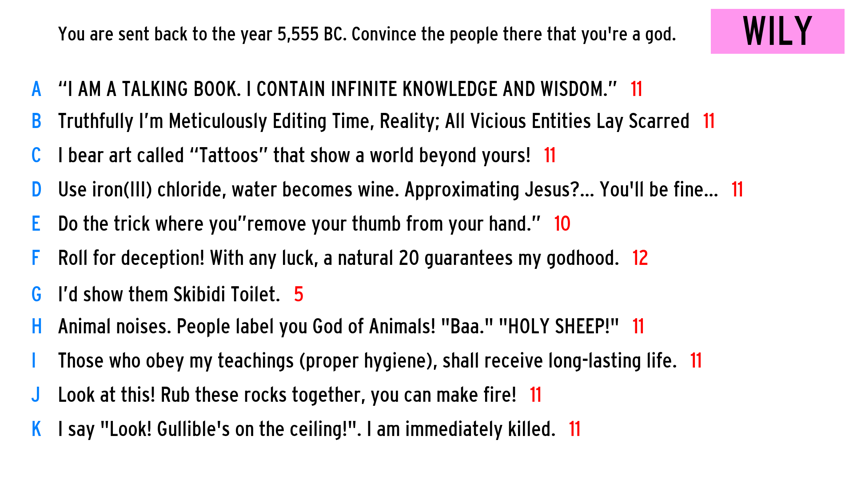 You are sent back to the year 5,555 BC. Convince the people there that you're a god.
WILY
A “I AM A TALKING BOOK. I CONTAIN INFINITE KNOWLEDGE AND WISDOM.” 11
B Truthfully I’m Meticulously Editing Time, Reality; All Vicious Entities Lay Scarred 11
C I bear art called “Tattoos” that show a world beyond yours! 11
D Use iron(III) chloride, water becomes wine. Approximating Jesus?... You'll be fine... 11
E Do the trick where you”remove your thumb from your hand.” 10
F Roll for deception! With any luck, a natural 20 guarantees my godhood. 12
G I’d show them Skibidi Toilet. 5
H Animal noises. People label you God of Animals! "Baa." "HOLY SHEEP!" 11
I Those who obey my teachings (proper hygiene), shall receive long-lasting life. 11
J Look at this! Rub these rocks together, you can make fire! 11
K I say "Look! Gullible's on the ceiling!". I am immediately killed. 11